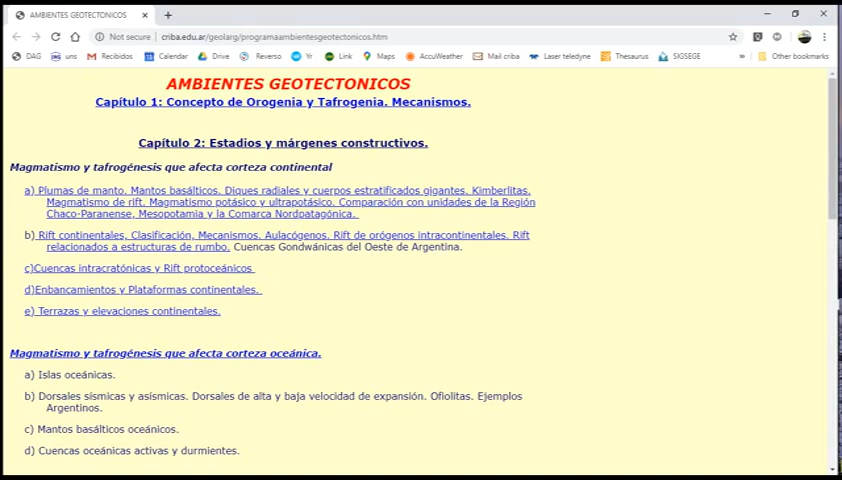 AMBIENTES GEOTECTONICOS
Not secure | criba.edu.ar/geolarg/programaambientesgeotectonicos.htm
DAG uns Recibidos Calendar Drive Reverso Yr Link Maps AccuWeather Mail criba Laser teledyne Thesaurus SIGSEGE » Other bookmarks
AMBIENTES GEOTECTONICOS
Capítulo 1: Concepto de Orogenia y Tafrogenia. Mecanismos.
Capítulo 2: Estadios y márgenes constructivos.
Magmatismo y tafrogénesis que afecta corteza continental
a) Plumas de manto. Mantos basálticos. Diques radiales y cuerpos estratificados gigantes. Kimberlitas.
Magmatismo de rift. Magmatismo potásico y ultrapotásico. Comparación con unidades de la Región
Chaco-Paranense, Mesopotamia y la Comarca Nordpatagónica.
b) Rift continentales, Clasificación, Mecanismos. Aulacógenos. Rift de orógenos intracontinentales. Rift
relacionados a estructuras de rumbo. Cuencas Gondwánicas del Oeste de Argentina.
c)Cuencas intracratónicas y Rift protoceánicos
d)Enbancamientos y Plataformas continentales.
e) Terrazas y elevaciones continentales.
Magmatismo y tafrogénesis que afecta corteza oceánica.
a) Islas oceánicas.
b) Dorsales sísmicas y asísmicas. Dorsales de alta y baja velocidad de expansión. Ofiolitas. Ejemplos
Argentinos.
c) Mantos basálticos oceánicos.
d) Cuencas oceánicas activas y durmientes.